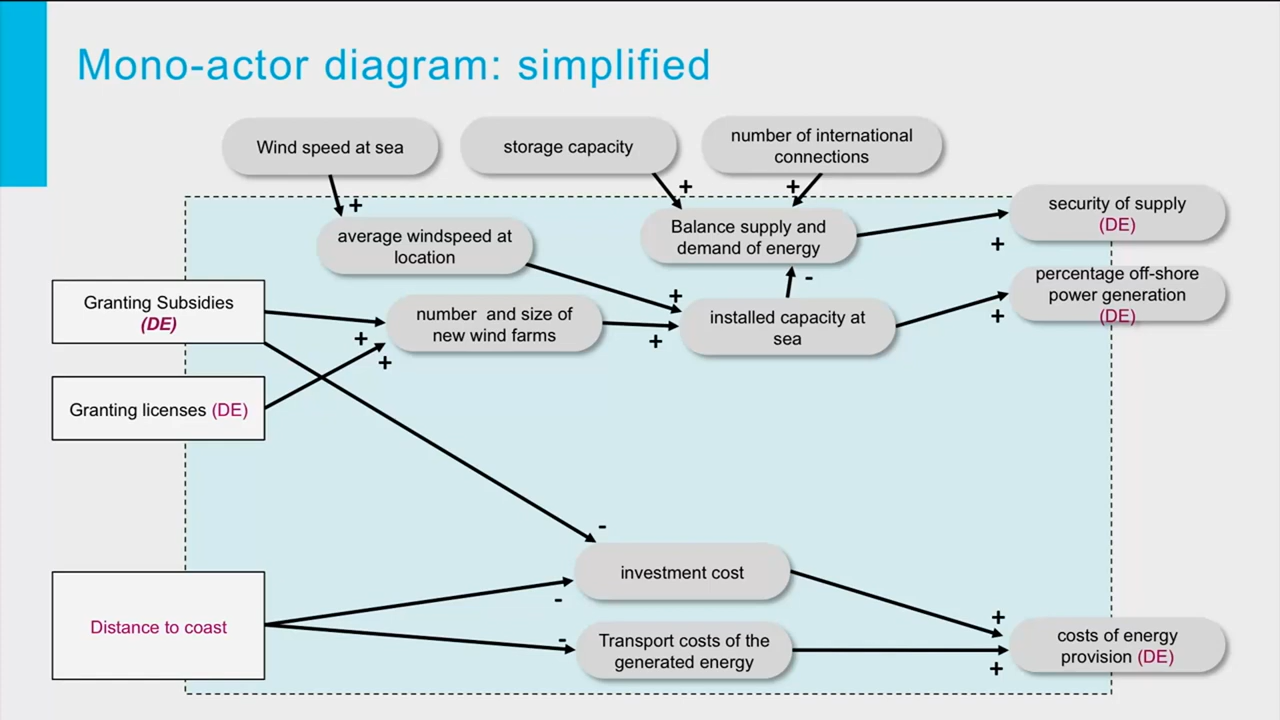 Mono-actor diagram: simplified
Wind speed at sea
storage capacity
number of international
connections
+
+
+
average windspeed at
location
Balance supply and
demand of energy
security of supply
(DE)
+
-
Granting Subsidies
(DE)
number and size of
new wind farms
+
+
installed capacity at
sea
percentage off-shore
power generation
(DE)
+
+
+
Granting licenses (DE)
-
investment cost
-
Distance to coast
-
Transport costs of the
generated energy
+
costs of energy
provision (DE)
+